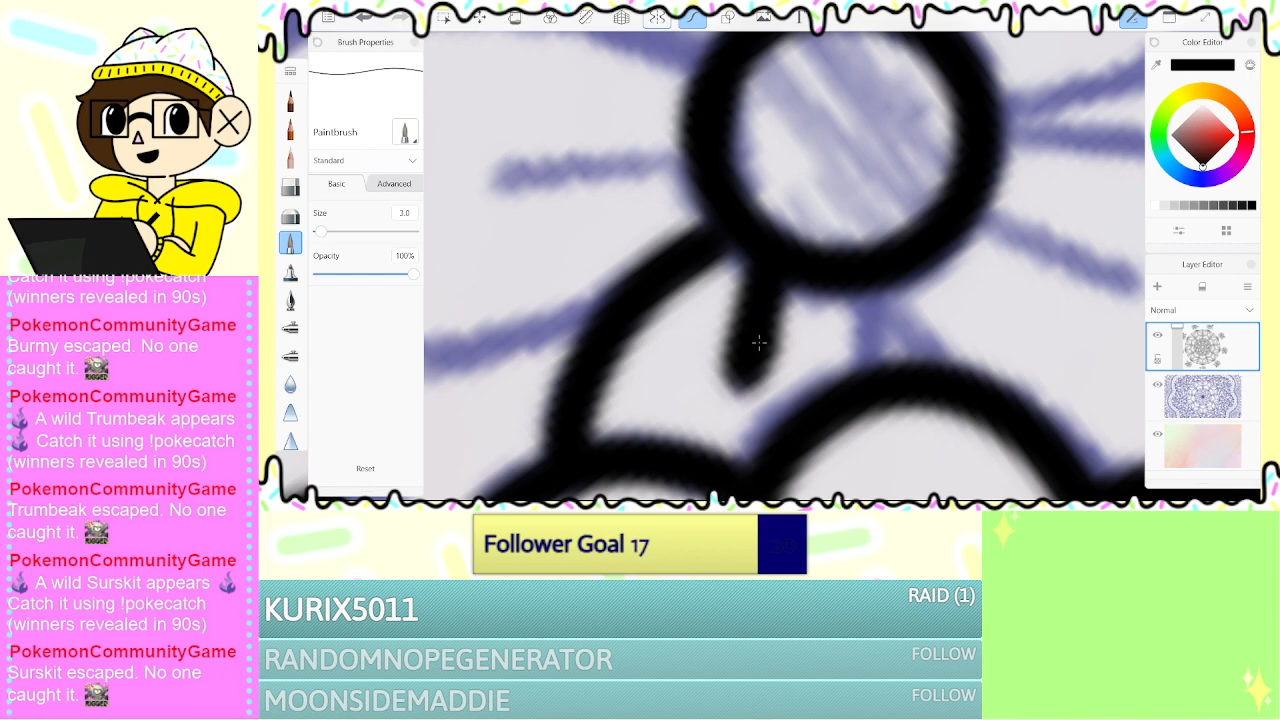 Catch it using !pokecatch
(winners revealed in 90s)
PokemonCommunityGame
Burmy escaped. No one
caught it.
PokemonCommunityGame
A wild Trumbeak appears
Catch it using !pokecatch
(winners revealed in 90s)
PokemonCommunityGame
Trumbeak escaped. No one
caught it.
PokemonCommunityGame
A wild Surskit appears
Catch it using !pokecatch
(winners revealed in 90s)
PokemonCommunityGame
Surskit escaped. No one
caught it.
Brush Properties
Paintbrush
Standard
Basic
Advanced
Size
3.0
Opacity
100%
Reset
Color Editor
Layer Editor
Normal
Follower Goal 17
KURIX5011
RAID (1)
RANDOMNOPEGENERATOR
FOLLOW
MOONSIDEMADDIE
FOLLOW